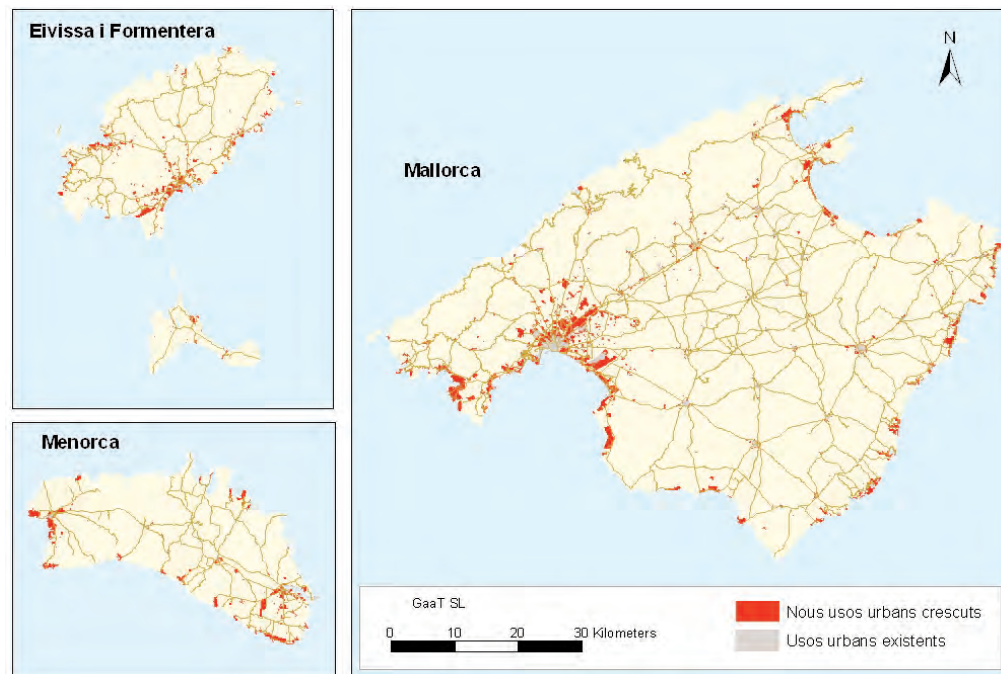 Eivissa i Formentera
N
Mallorca
Menorca
GaaT SL
0 10 20 30 Kilometers
Nous usos urbans crescuts
Usos urbans existents